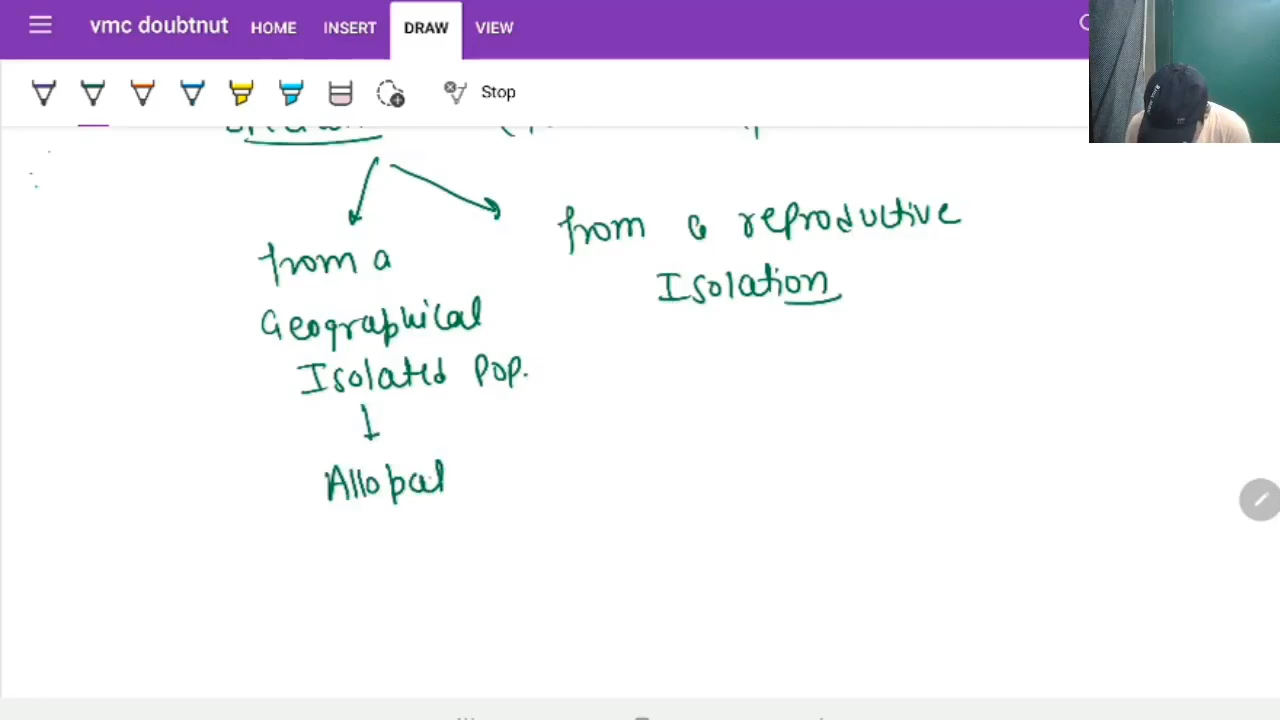 vmc doubtnut HOME INSERT DRAW VIEW
Stop
from a reproductive
Isolation
from a
Geographical
Isolated Pop.
Allopat